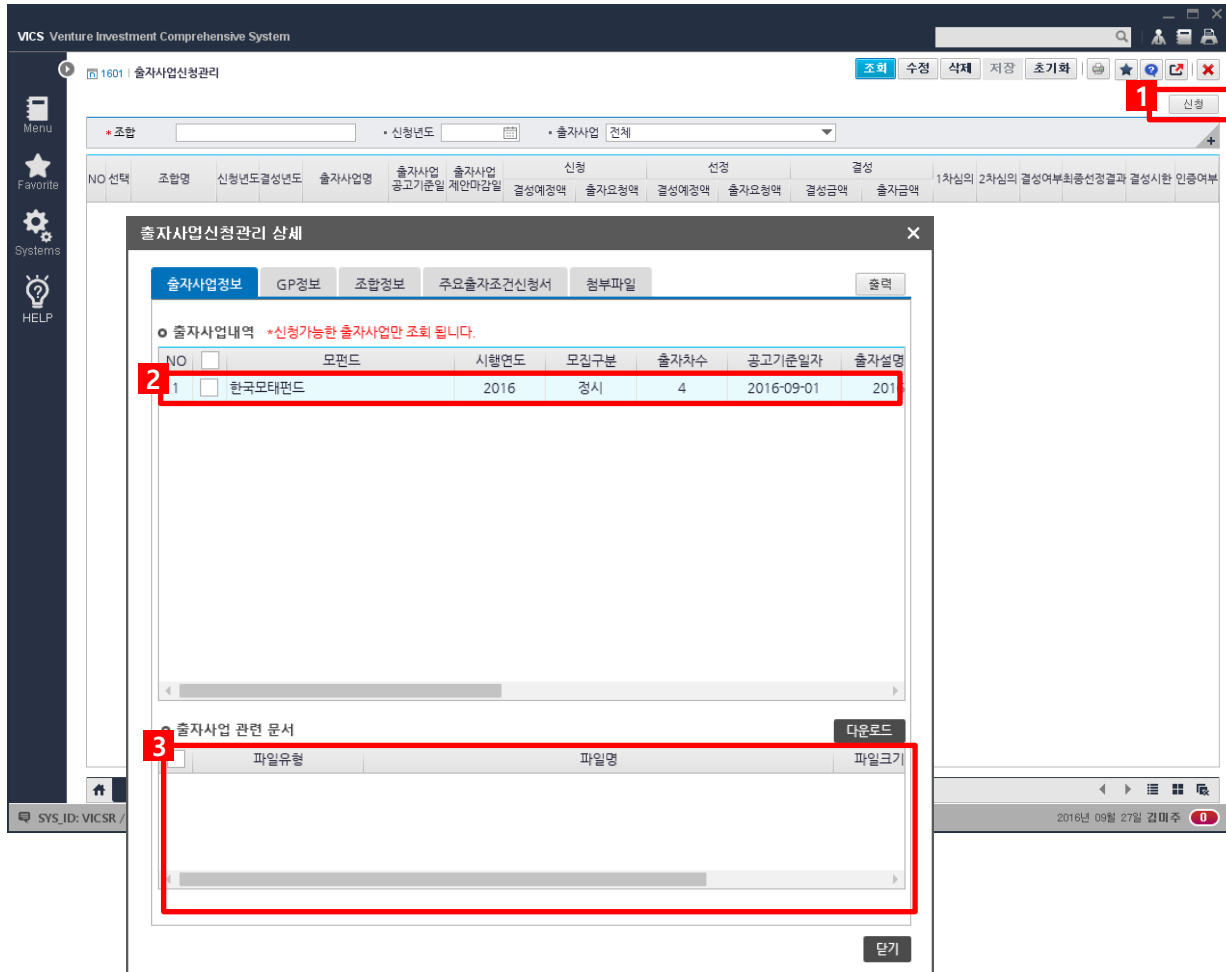 VICS Venture Investment Comprehensive System
1601 | 출자사업신청관리
조회 수정 삭제 저장 초기화
1
신청
Menu
* 조합 • 신청년도 • 출자사업 전체
Favorite
NO 선택 조합명 신청년도 결성년도 출자사업명 출자사업 공고기준일 출자사업 제안마감일 신청 선정 결성 1차심의 2차심의 결성여부 최종선정결과 결성시한 인증여부
결성예정액 출자요청액 결성예정액 출자요청액 결성금액 출자금액
Systems
HELP
출자사업신청관리 상세
출자사업정보 GP정보 조합정보 주요출자조건신청서 첨부파일 출력
출자사업내역 *신청가능한 출자사업만 조회 됩니다.
NO 모펀드 시행연도 모집구분 출자차수 공고기준일자 출자설명
2
1 한국모태펀드 2016 정시 4 2016-09-01 2016
출자사업 관련 문서 다운로드
3
파일유형 파일명 파일크기
SYS_ID: VICSR /
2016년 09월 27일 김미주 0
닫기